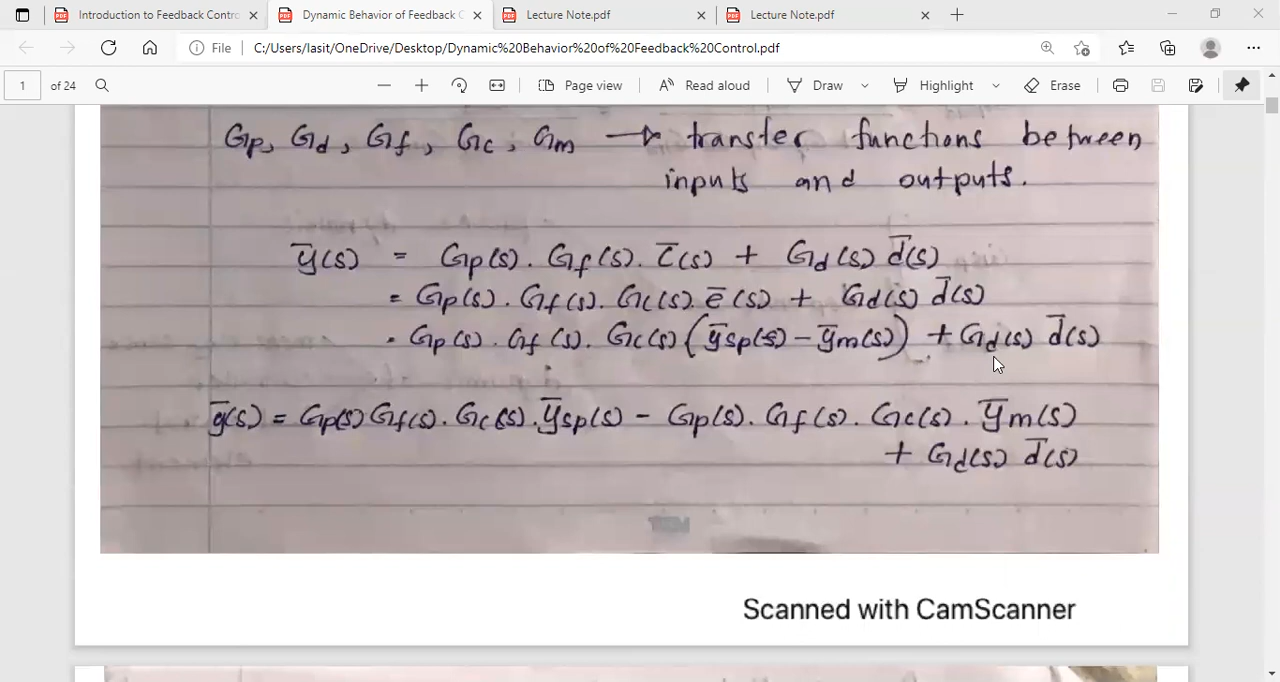 Introduction to Feedback Contro
Dynamic Behavior of Feedback C
Lecture Note.pdf
Lecture Note.pdf
File
C:/Users/lasit/OneDrive/Desktop/Dynamic%20Behavior%20of%20Feedback%20Control.pdf
1 of 24
Page view
Read aloud
Draw
Highlight
Erase
Gp, Gd, Gf, Gc, Gm → transfer functions between
inputs and outputs.
ȳ(s) = Gp(s). Gf(s). c̄(s) + Gd(s) d̄(s)
= Gp(s). Gf(s). Gc(s). ē(s) + Gd(s) d̄(s)
= Gp(s). Gf(s). Gc(s) (ȳsp(s) – ȳm(s)) + Gd(s) d̄(s)
ȳ(s) = Gp(s) Gf(s). Gc(s). ȳsp(s) – Gp(s). Gf(s). Gc(s). ȳm(s)
+ Gd(s) d̄(s)
Scanned with CamScanner